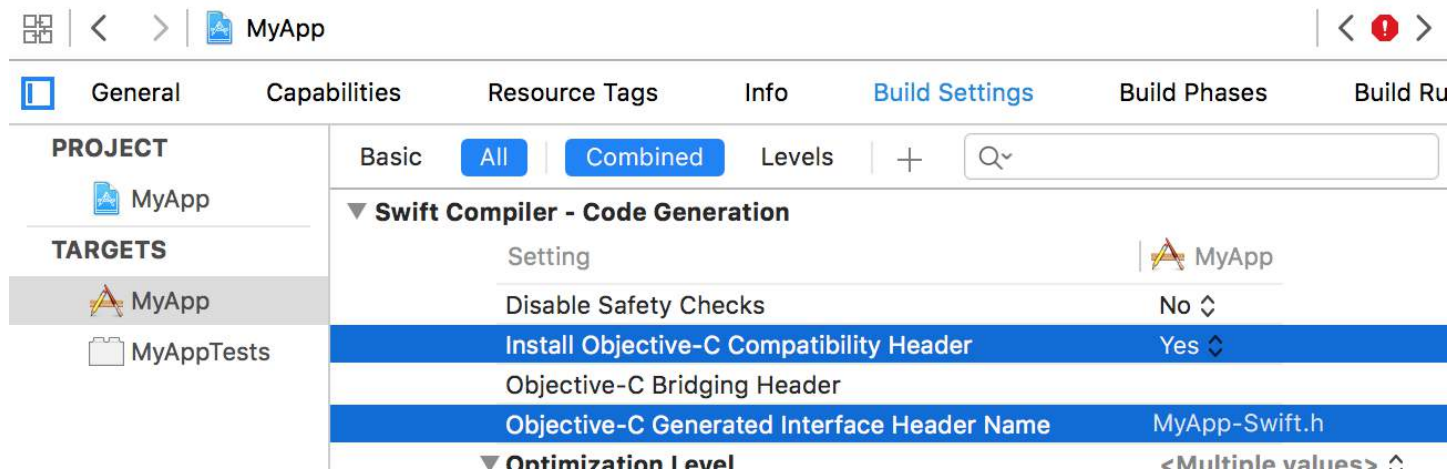 MyApp
General Capabilities Resource Tags Info Build Settings Build Phases Build Ru
PROJECT
MyApp
TARGETS
MyApp
MyAppTests
Basic All Combined Levels
Swift Compiler - Code Generation
Setting MyApp
Disable Safety Checks No
Install Objective-C Compatibility Header Yes
Objective-C Bridging Header
Objective-C Generated Interface Header Name MyApp-Swift.h
Optimization Level <Multiple values>